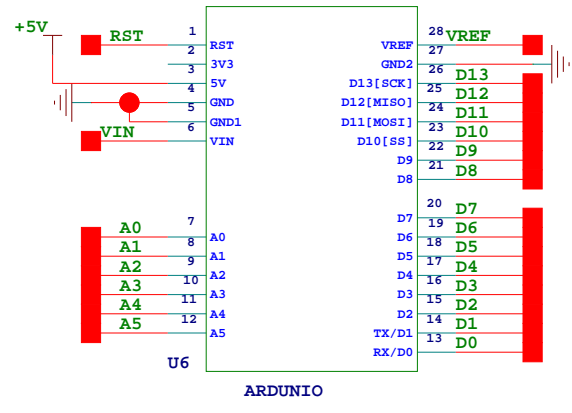 +5V
RST 1 RST
2 3V3
3 5V
4 GND
5 GND1
VIN 6 VIN
A0 7 A0
A1 8 A1
A2 9 A2
A3 10 A3
A4 11 A4
A5 12 A5
VREF 28 VREF
GND2 27
D13[SCK] 26 D13
D12[MISO] 25 D12
D11[MOSI] 24 D11
D10[SS] 23 D10
D9 22 D9
D8 21 D8
D7 20 D7
D6 19 D6
D5 18 D5
D4 17 D4
D3 16 D3
D2 15 D2
TX/D1 14 D1
RX/D0 13 D0
U6
ARDUNIO